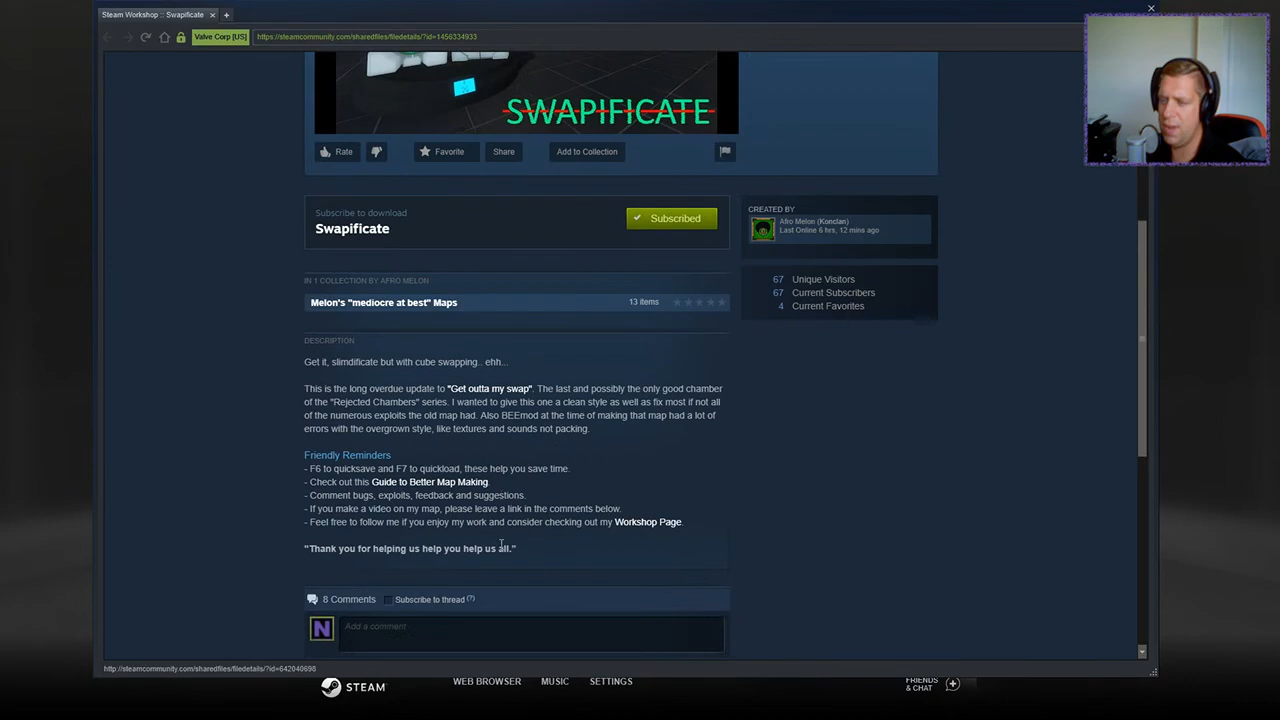 Steam Workshop :: Swapificate
Valve Corp [US]
https://steamcommunity.com/sharedfiles/filedetails/?id=1456334933
SWAPIFICATE
Rate
Favorite
Share
Add to Collection
Subscribe to download
Swapificate
Subscribed
CREATED BY
Afro Melon (Konclan)
Last Online 6 hrs, 12 mins ago
67 Unique Visitors
67 Current Subscribers
4 Current Favorites
IN 1 COLLECTION BY AFRO MELON
Melon's "mediocre at best" Maps
13 items
DESCRIPTION
Get it, slimdificate but with cube swapping.. ehh...
This is the long overdue update to "Get outta my swap". The last and possibly the only good chamber
of the "Rejected Chambers" series. I wanted to give this one a clean style as well as fix most if not all
of the numerous exploits the old map had. Also BEEmod at the time of making that map had a lot of
errors with the overgrown style, like textures and sounds not packing.
Friendly Reminders
- F6 to quicksave and F7 to quickload, these help you save time.
- Check out this Guide to Better Map Making.
- Comment bugs, exploits, feedback and suggestions.
- If you make a video on my map, please leave a link in the comments below.
- Feel free to follow me if you enjoy my work and consider checking out my Workshop Page.
"Thank you for helping us help you help us all."
8 Comments
Subscribe to thread (?)
N
Add a comment
http://steamcommunity.com/sharedfiles/filedetails/?id=642040698
STEAM
WEB BROWSER
MUSIC
SETTINGS
FRIENDS
& CHAT